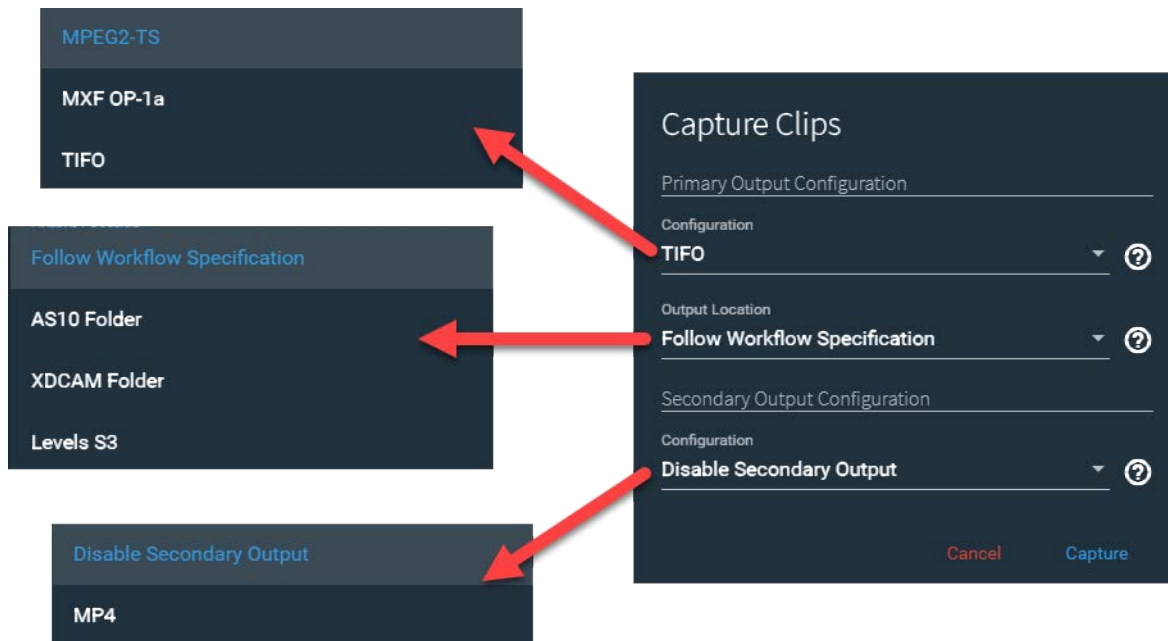 MPEG2-TS
MXF OP-1a
TIFO
Follow Workflow Specification
AS10 Folder
XDCAM Folder
Levels S3
Disable Secondary Output
MP4
Capture Clips
Primary Output Configuration
Configuration
TIFO
Output Location
Follow Workflow Specification
Secondary Output Configuration
Configuration
Disable Secondary Output
Cancel
Capture